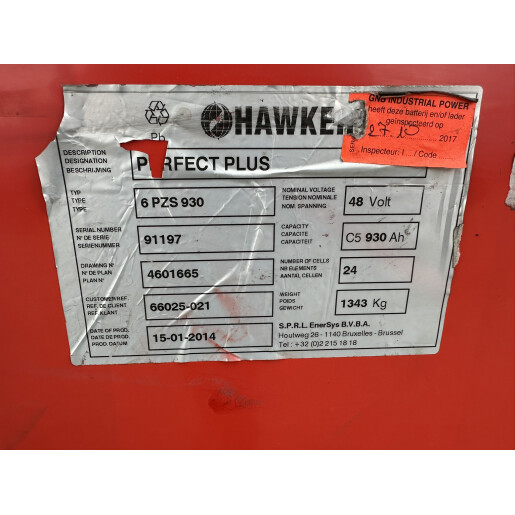 Pb
HAWKER
GNB INDUSTRIAL POWER
heeft deze batterij en/of lader
geïnspecteerd op
27.10 2017
Inspecteur: I.../ Code
DESCRIPTION
DESIGNATION
BESCHRIJVING
PERFECT PLUS
TYP
TYPE
TYPE
6 PZS 930
NOMINAL VOLTAGE
TENSION NOMINALE
NOM. SPANNING
48 Volt
SERIAL NUMBER
N° DE SERIE
SERIENUMMER
91197
CAPACITY
CAPACITE
CAPACITEIT
C5 930 Ah
DRAWING N°
N° DE PLAN
PLAN N°
4601665
NUMBER OF CELLS
NB ELEMENTS
AANTAL CELLEN
24
CUSTOMER REF.
REF. DE CLIENT
REF. KLANT
66025-021
WEIGHT
POIDS
GEWICHT
1343 Kg
DATE OF PROD.
DATE DE PROD.
PROD. DATUM
15-01-2014
S.P.R.L. EnerSys B.V.B.A.
Houtweg 26 - 1140 Bruxelles - Brussel
Tel : +32 (0)2 215 18 18